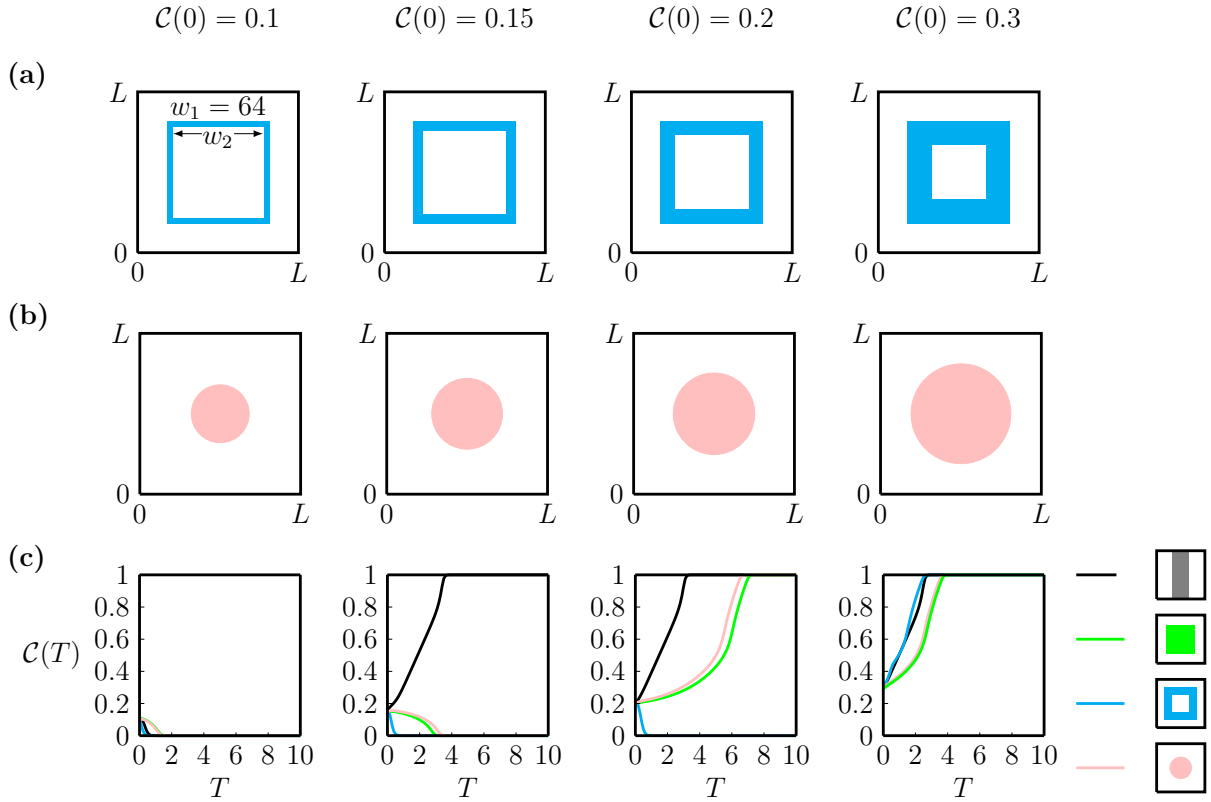 𝒞(0) = 0.1 𝒞(0) = 0.15 𝒞(0) = 0.2 𝒞(0) = 0.3
(a)
L L L L
w₁ = 64
w₂
0 0 0 0
0 L 0 L 0 L 0 L
(b)
L L L L
0 0 0 0
0 L 0 L 0 L 0 L
(c)
1 1 1 1
0.8 0.8 0.8 0.8
0.6 0.6 0.6 0.6
𝒞(T)
0.4 0.4 0.4 0.4
0.2 0.2 0.2 0.2
0 0 0 0
0 2 4 6 8 10 0 2 4 6 8 10 0 2 4 6 8 10 0 2 4 6 8 10
T T T T